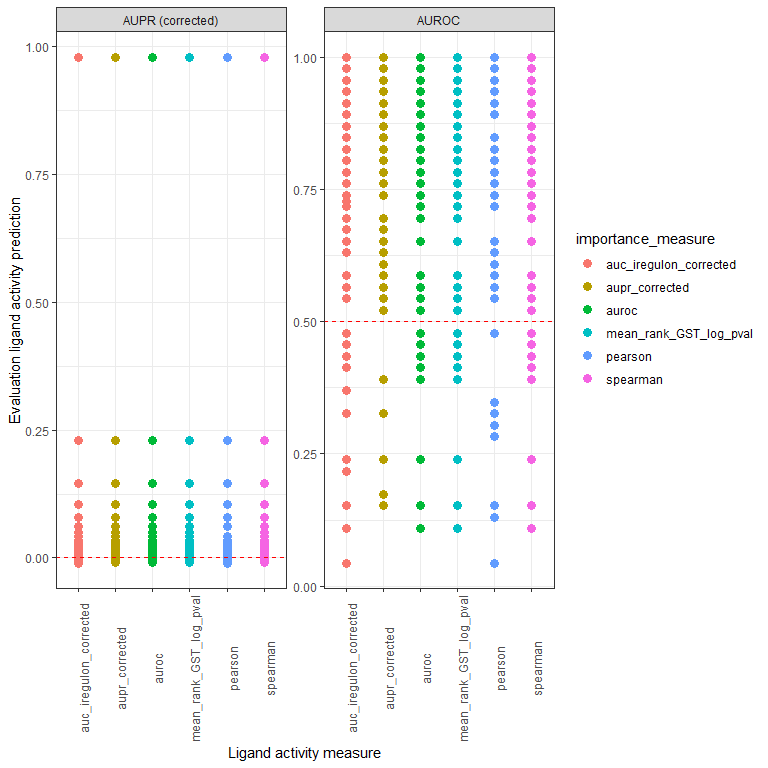 AUPR (corrected)
AUROC
Evaluation ligand activity prediction
1.00
0.75
0.50
0.25
0.00
1.00
0.75
0.50
0.25
0.00
auc_iregulon_corrected
aupr_corrected
auroc
mean_rank_GST_log_pval
pearson
spearman
auc_iregulon_corrected
aupr_corrected
auroc
mean_rank_GST_log_pval
pearson
spearman
Ligand activity measure
importance_measure
auc_iregulon_corrected
aupr_corrected
auroc
mean_rank_GST_log_pval
pearson
spearman